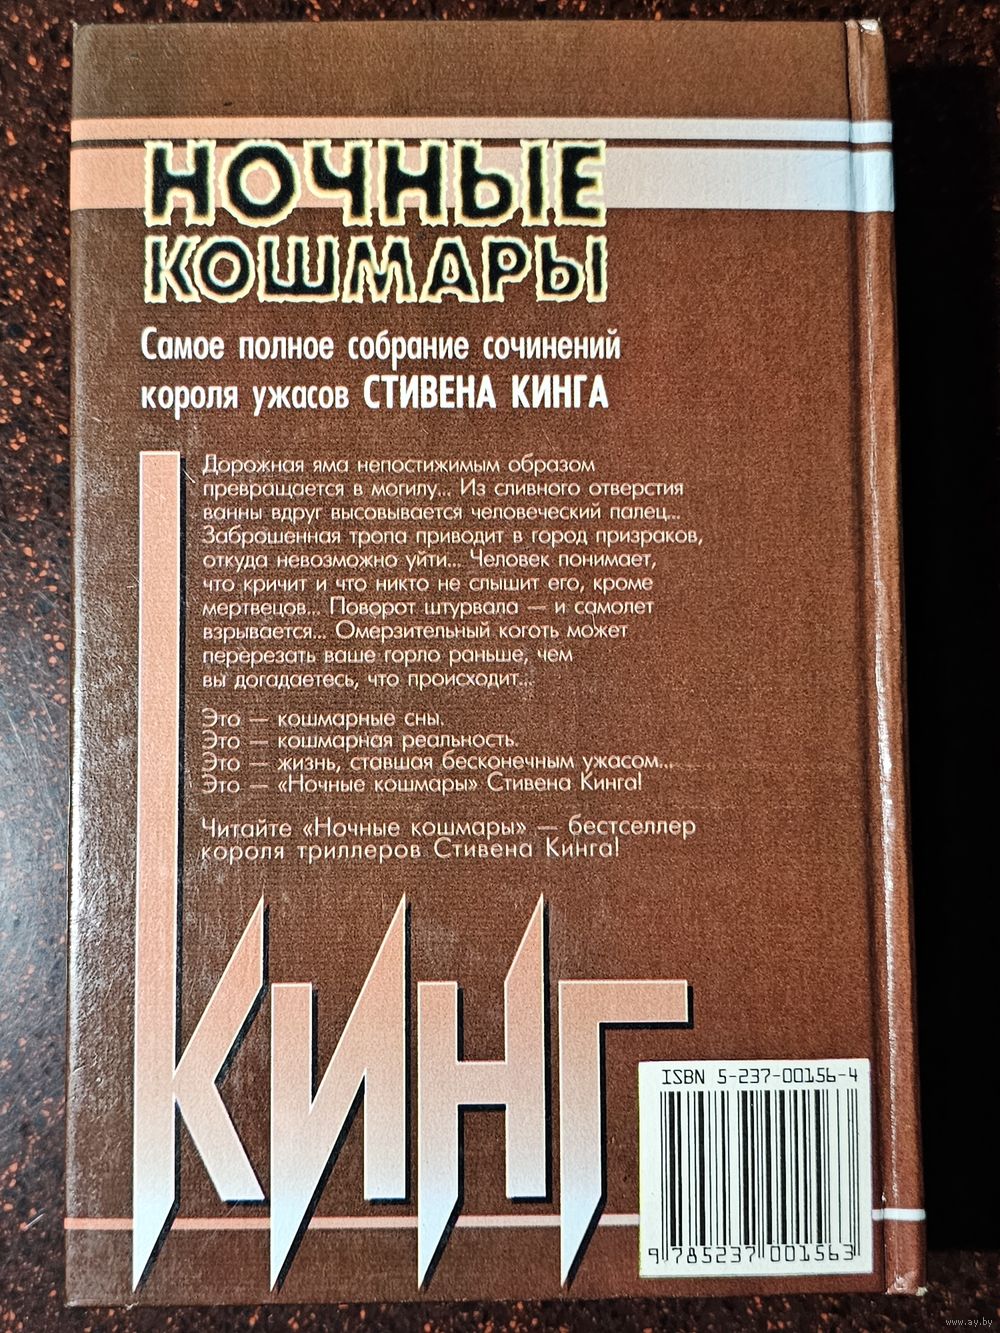 НОЧНЫЕ
КОШМАРЫ
Самое полное собрание сочинений
короля ужасов СТИВЕНА КИНГА
Дорожная яма непостижимым образом
превращается в могилу... Из сливного отверстия
ванны вдруг высовывается человеческий палец...
Заброшенная тропа приводит в город призраков,
откуда невозможно уйти... Человек понимает,
что кричит и что никто не слышит его, кроме
мертвецов... Поворот штурвала — и самолет
взрывается... Омерзительный коготь может
перерезать ваше горло раньше, чем
вы догадаетесь, что происходит...
Это — кошмарные сны.
Это — кошмарная реальность.
Это — жизнь, ставшая бесконечным ужасом...
Это — «Ночные кошмары» Стивена Кинга!
Читайте «Ночные кошмары» — бестселлер
короля триллеров Стивена Кинга!
КИНГ
ISBN 5-237-00156-4
9 785237 001563
www.ay.by